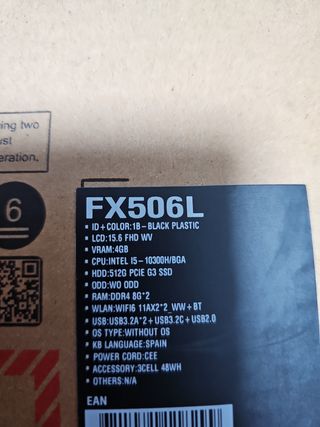 ing two
ust
eration.
6
FX506L
▪ ID+COLOR:1B-BLACK PLASTIC
▪ LCD:15.6 FHD WV
▪ VRAM:4GB
▪ CPU:INTEL I5-10300H/BGA
▪ HDD:512G PCIE G3 SSD
▪ ODD:WO ODD
▪ RAM:DDR4 8G*2
▪ WLAN:WIFI6 11AX2*2_WW+BT
▪ USB:USB3.2A*2+USB3.2C+USB2.0
▪ OS TYPE:WITHOUT OS
▪ KB LANGUAGE:SPAIN
▪ POWER CORD:CEE
▪ ACCESSORY:3CELL 48WH
▪ OTHERS:N/A
EAN